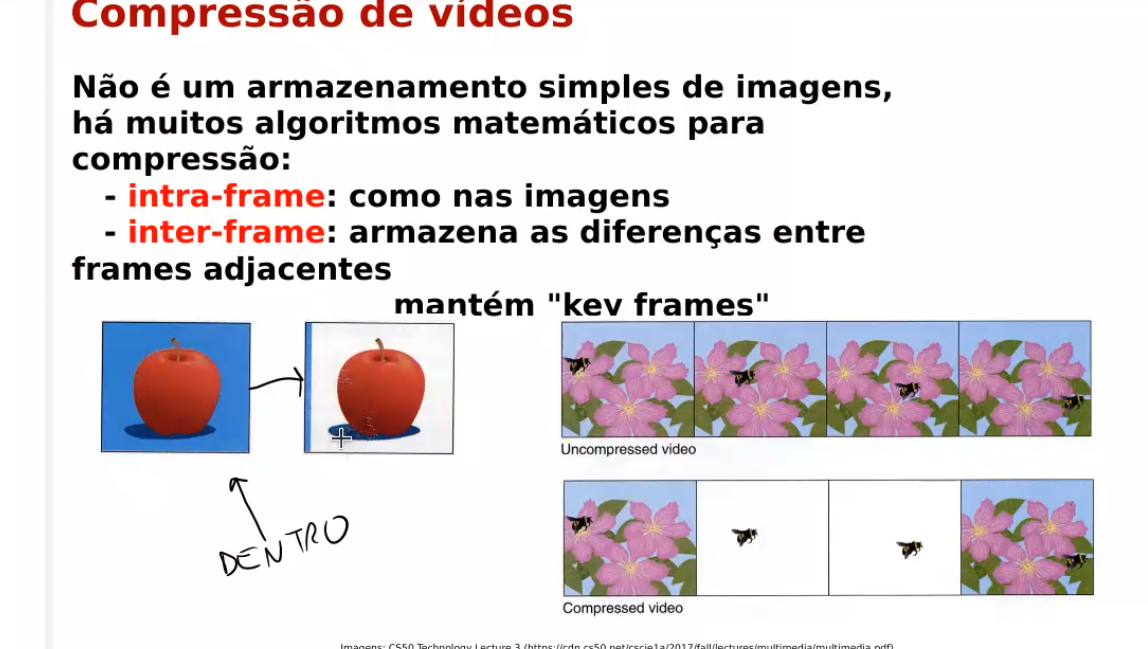 Compressão de vídeos
Não é um armazenamento simples de imagens,
há muitos algoritmos matemáticos para
compressão:
- intra-frame: como nas imagens
- inter-frame: armazena as diferenças entre
frames adjacentes
mantém "key frames"
Uncompressed video
DENTRO
Compressed video
Imagens: CS50 Technology Lecture 3 (https://cdn.cs50.net/cscie1a/2017/fall/lectures/multimedia/multimedia.pdf)